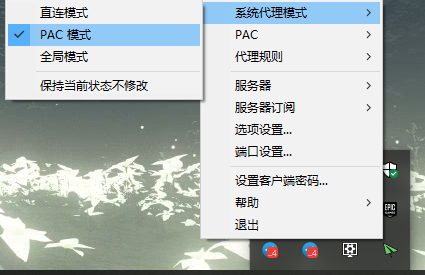 直连模式
PAC 模式
全局模式
保持当前状态不修改
系统代理模式
PAC
代理规则
服务器
服务器订阅
选项设置...
端口设置...
设置客户端密码...
帮助
退出
EPIC
4
4